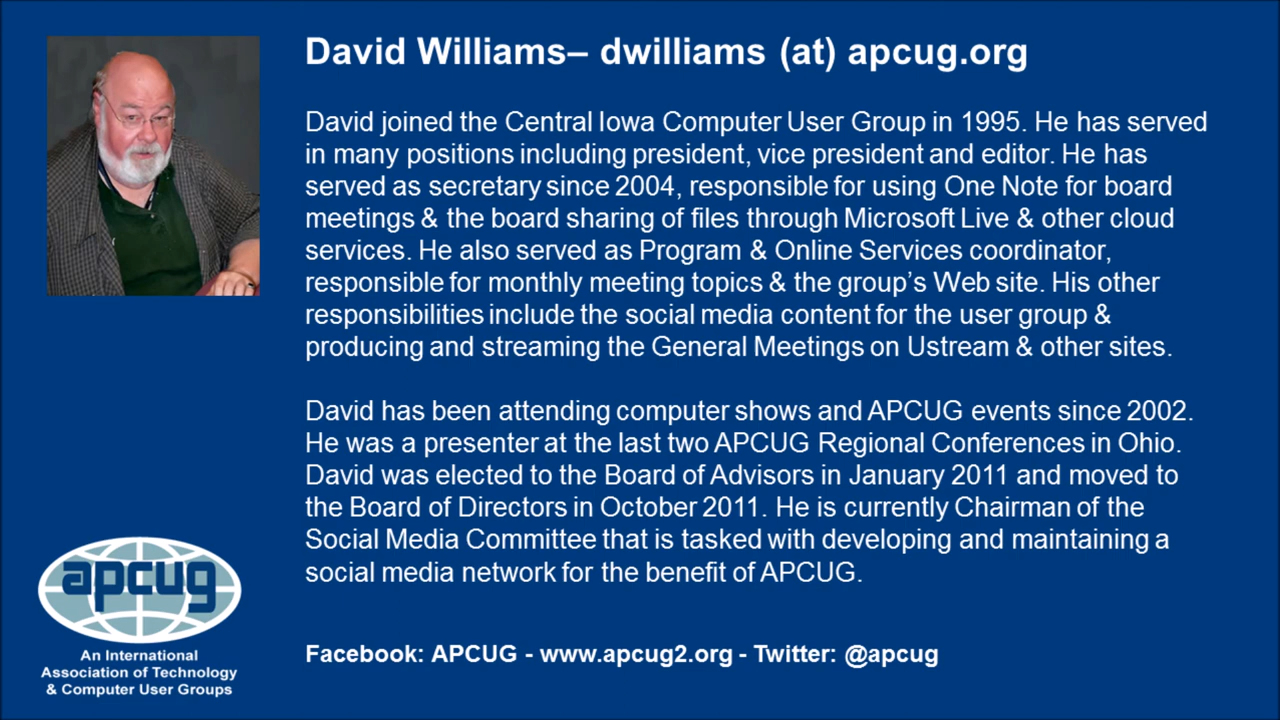 David Williams– dwilliams (at) apcug.org
David joined the Central Iowa Computer User Group in 1995. He has served
in many positions including president, vice president and editor. He has
served as secretary since 2004, responsible for using One Note for board
meetings & the board sharing of files through Microsoft Live & other cloud
services. He also served as Program & Online Services coordinator,
responsible for monthly meeting topics & the group’s Web site. His other
responsibilities include the social media content for the user group &
producing and streaming the General Meetings on Ustream & other sites.
David has been attending computer shows and APCUG events since 2002.
He was a presenter at the last two APCUG Regional Conferences in Ohio.
David was elected to the Board of Advisors in January 2011 and moved to
the Board of Directors in October 2011. He is currently Chairman of the
Social Media Committee that is tasked with developing and maintaining a
social media network for the benefit of APCUG.
apcug
An International
Association of Technology
& Computer User Groups
Facebook: APCUG - www.apcug2.org - Twitter: @apcug